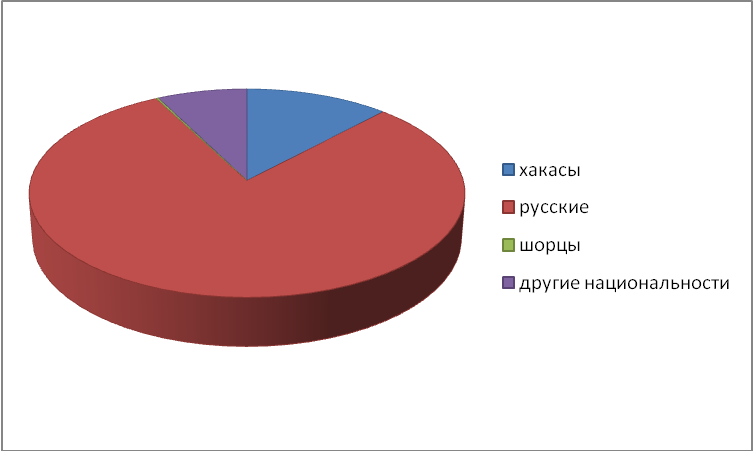 хакасы
русские
шорцы
другие национальности